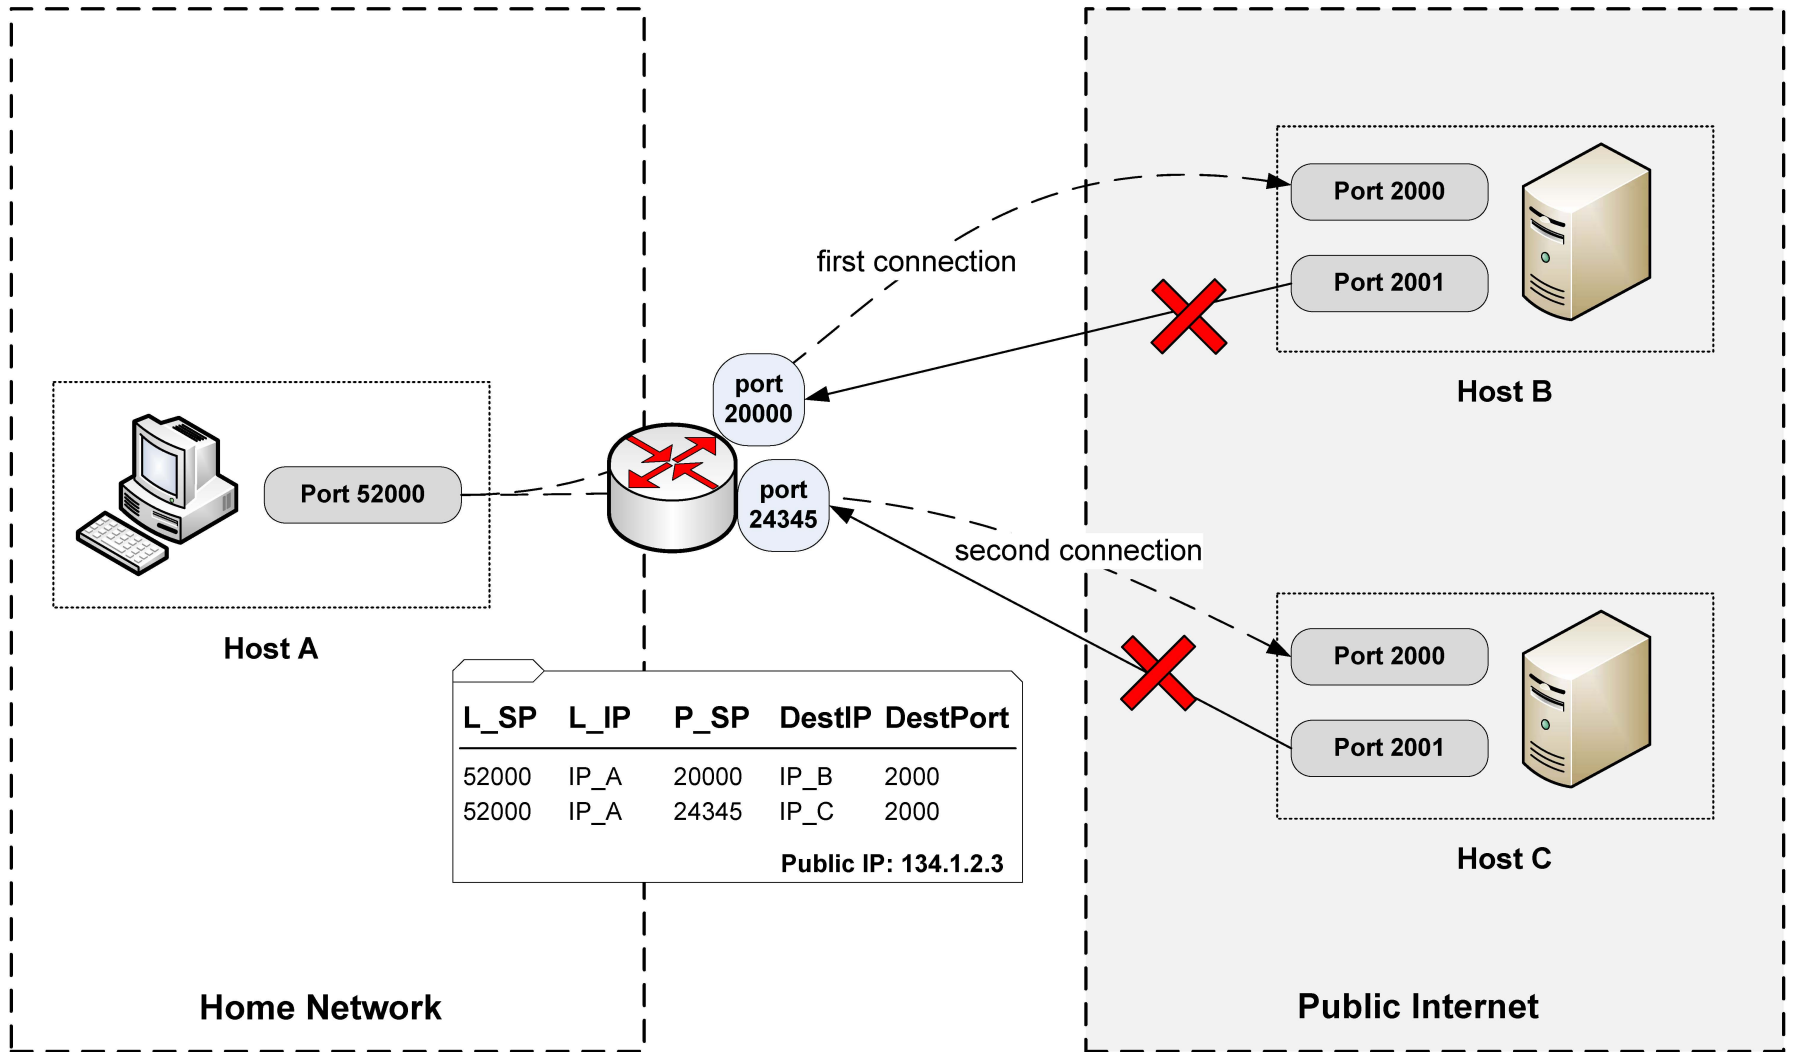 Port 2000
first connection
Port 2001
port
20000
Host B
port
24345
Port 52000
second connection
Host A
Port 2000
L_SP L_IP P_SP DestIP DestPort
Port 2001
52000 IP_A 20000 IP_B 2000
52000 IP_A 24345 IP_C 2000
Public IP: 134.1.2.3
Host C
Home Network
Public Internet